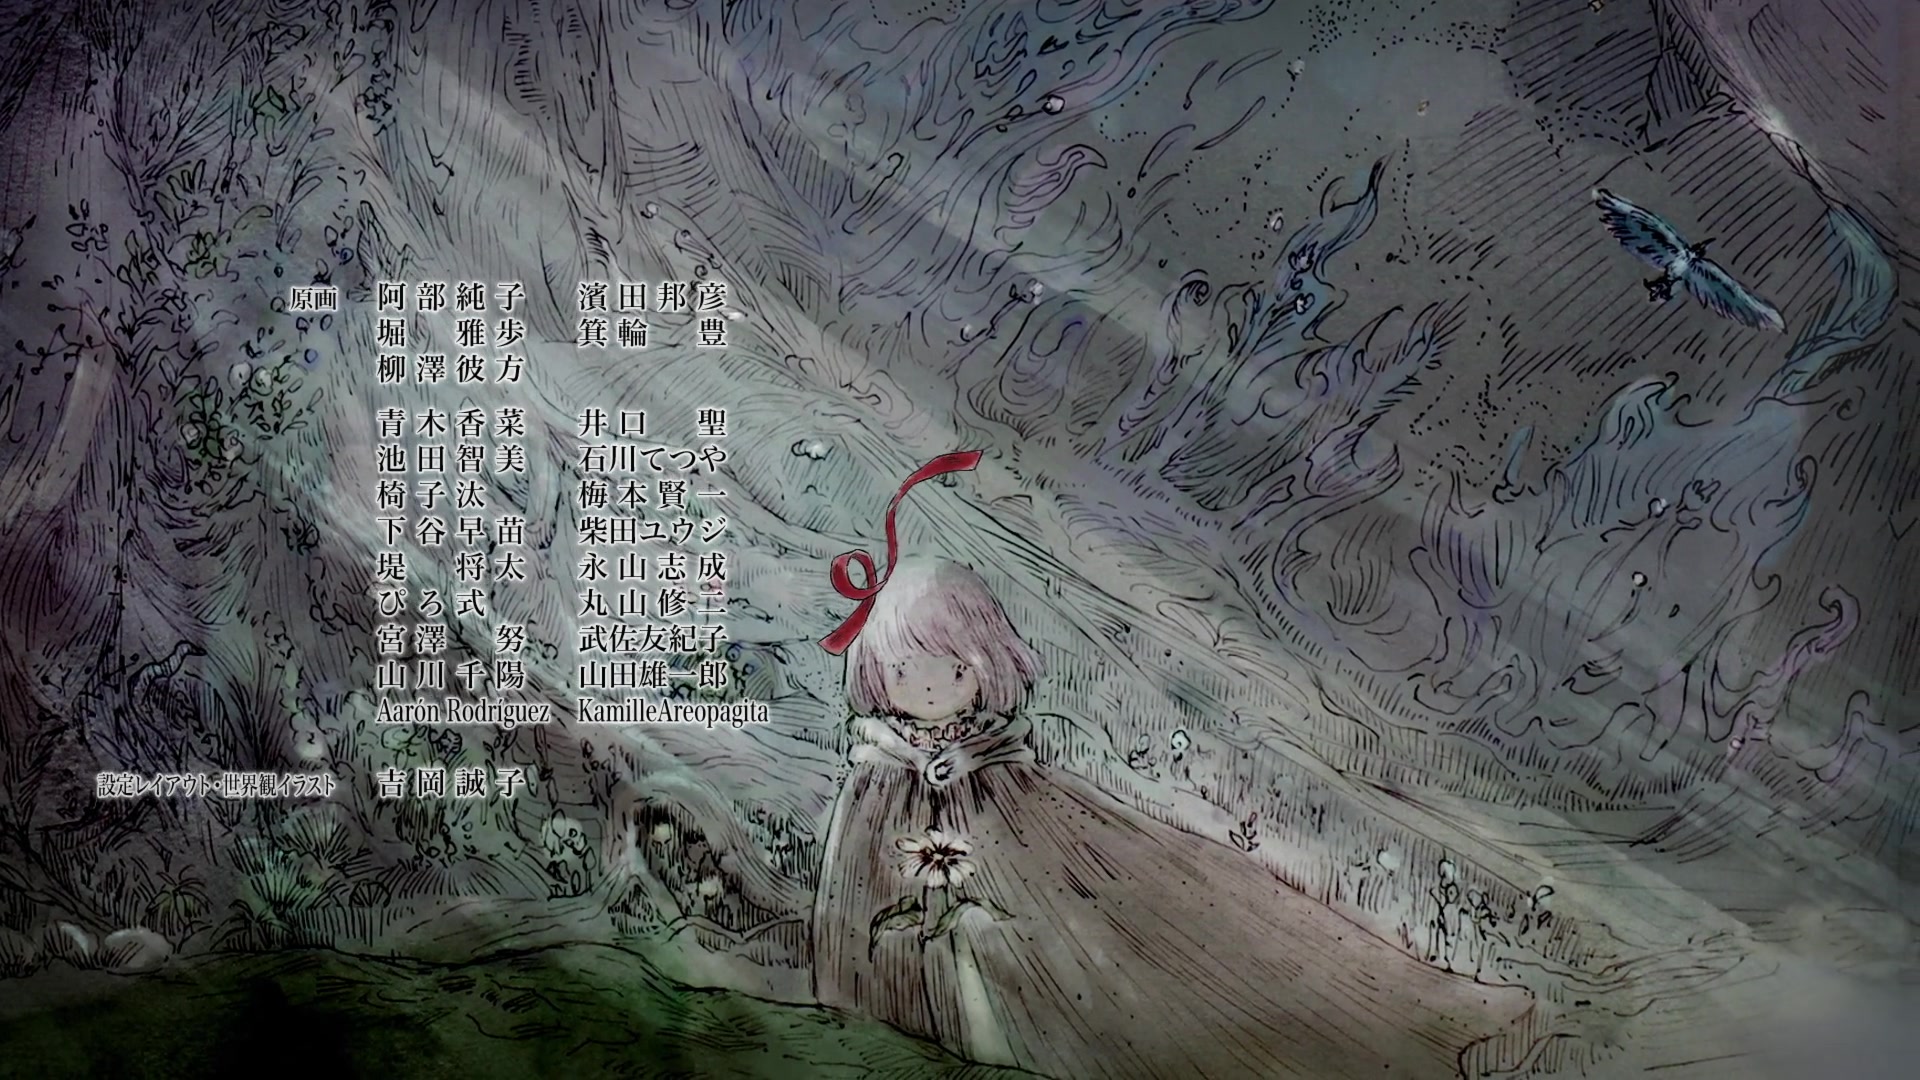 原画 阿部純子 濱田邦彦
堀 雅歩 箕輪 豊
柳澤彼方
青木香菜 井口 聖
池田智美 石川てつや
椅子汰 梅本賢一
下谷早苗 柴田ユウジ
堤 将太 永山志成
ぴろ式 丸山修二
宮澤 努 武佐友紀子
山川千陽 山田雄一郎
Aarón Rodríguez KamilleAreopagita
設定レイアウト・世界観イラスト 吉岡誠子